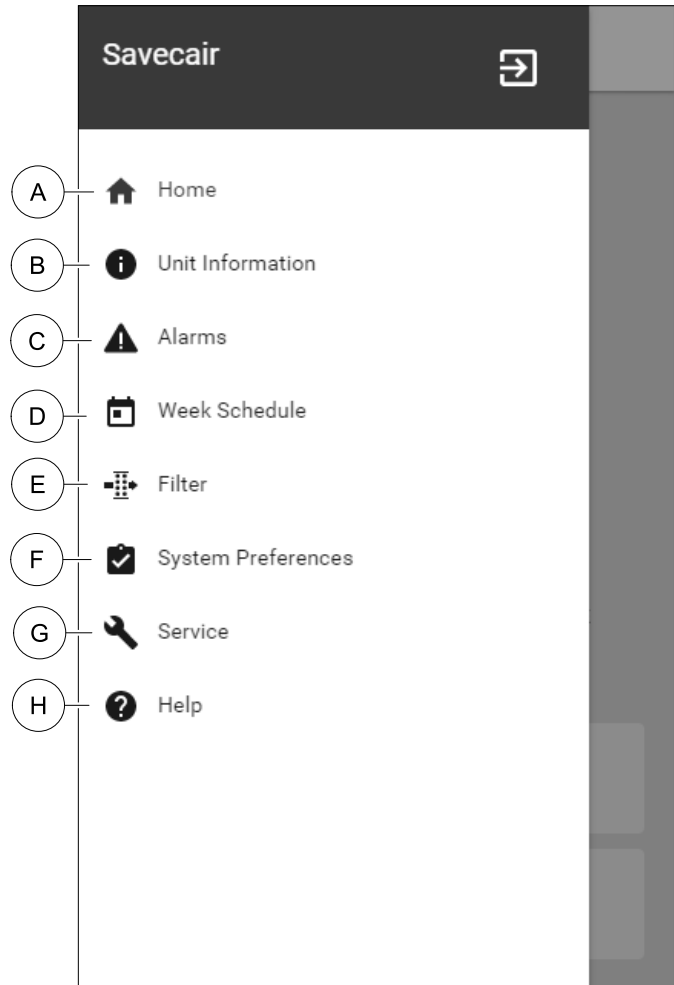 Savecair
A Home
B Unit Information
C Alarms
D Week Schedule
E Filter
F System Preferences
G Service
H Help